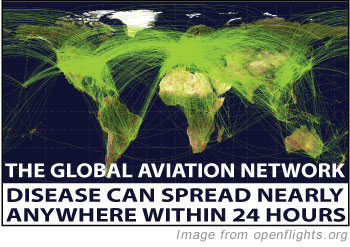 THE GLOBAL AVIATION NETWORK
DISEASE CAN SPREAD NEARLY
ANYWHERE WITHIN 24 HOURS
Image from openflights.org